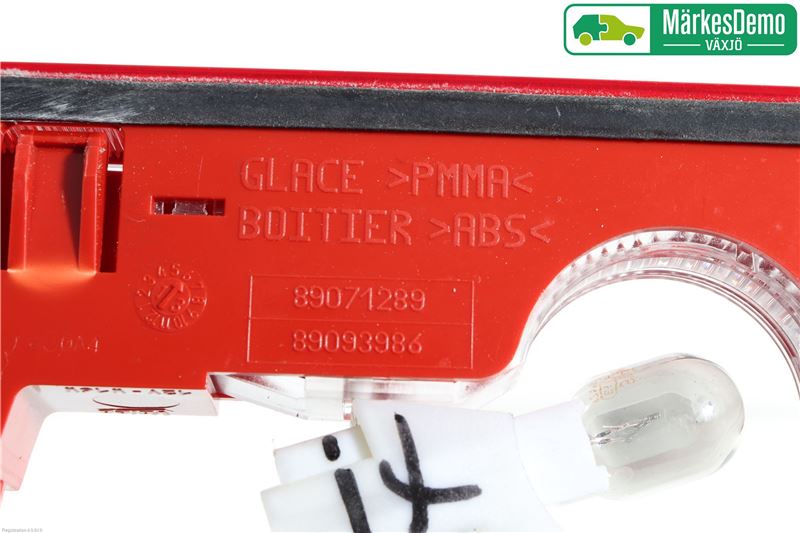 MärkesDemo
VÄXJÖ
GLACE >PMMA<
BOITIER >ABS<
89071289
89093986